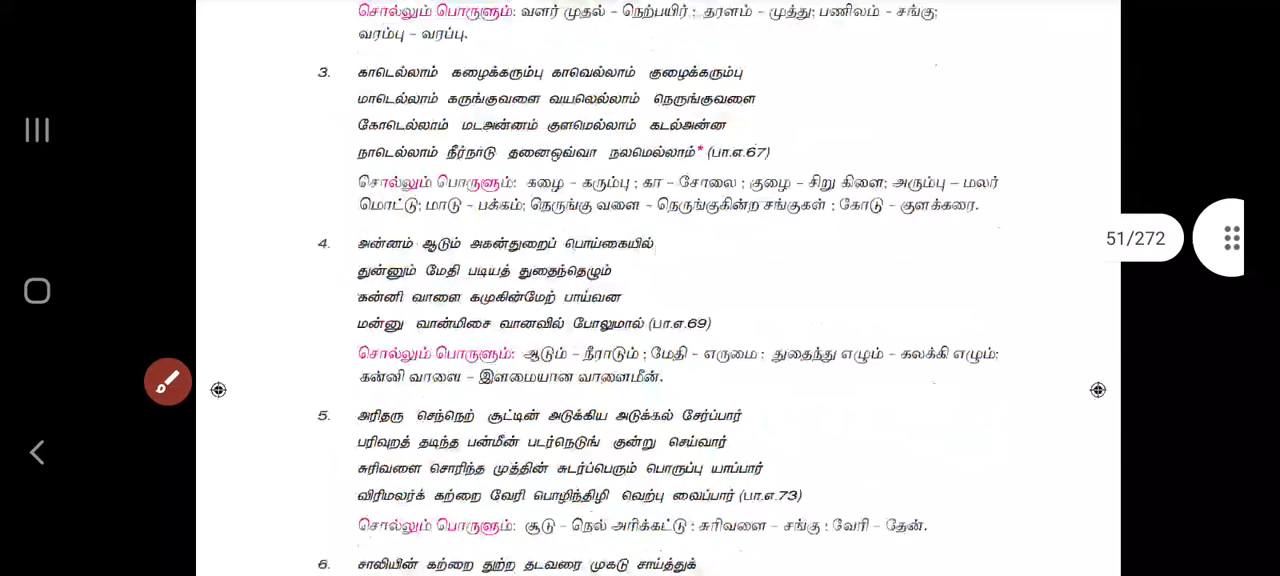 சொல்லும் பொருளும்: வளர் முதல் – நெற்பயிர் ; தரளம் – முத்து; பணிலம் – சங்கு;
வரம்பு – வரப்பு.
3. காடெல்லாம் கழைக்கரும்பு காவெல்லாம் குழைக்கரும்பு
மாடெல்லாம் கருங்குவளை வயலெல்லாம் நெருங்குவளை
கோடெல்லாம் மடஅன்னம் குளமெல்லாம் கடல்அன்ன
நாடெல்லாம் நீர்நாடு தனைஒவ்வா நலமெல்லாம்* (பா.எ.67)
சொல்லும் பொருளும்: கழை – கரும்பு ; கா – சோலை ; குழை – சிறு கிளை; அரும்பு – மலர்
மொட்டு; மாடு – பக்கம்; நெருங்கு வளை – நெருங்குகின்ற சங்குகள் ; கோடு – குளக்கரை.
51/272
4. அன்னம் ஆடும் அகன்துறைப் பொய்கையில்
துன்னும் மேதி படியத் துதைந்தெழும்
கன்னி வாளை கமுகின்மேற் பாய்வன
மன்னு வான்மிசை வானவில் போலுமால் (பா.எ.69)
சொல்லும் பொருளும்: ஆடும் – நீராடும் ; மேதி – எருமை ; துதைந்து எழும் – கலக்கி எழும்;
கன்னி வாளை – இளமையான வாளைமீன்.
5. அரிதரு செந்நெற் சூட்டின் அடுக்கிய அடுக்கல் சேர்ப்பார்
பரிவுறத் தடிந்த பன்மீன் படர்நெடுங் குன்று செய்வார்
சுரிவளை சொரிந்த முத்தின் சுடர்ப்பெரும் பொருப்பு யாப்பார்
விரிமலர்க் கற்றை வேரி பொழிந்திழி வெற்பு வைப்பார் (பா.எ.73)
சொல்லும் பொருளும்: சூடு – நெல் அரிக்கட்டு ; சுரிவளை – சங்கு ; வேரி – தேன்.
6. சாலியின் கற்றை துற்ற தடவரை முகடு சாய்த்துக்